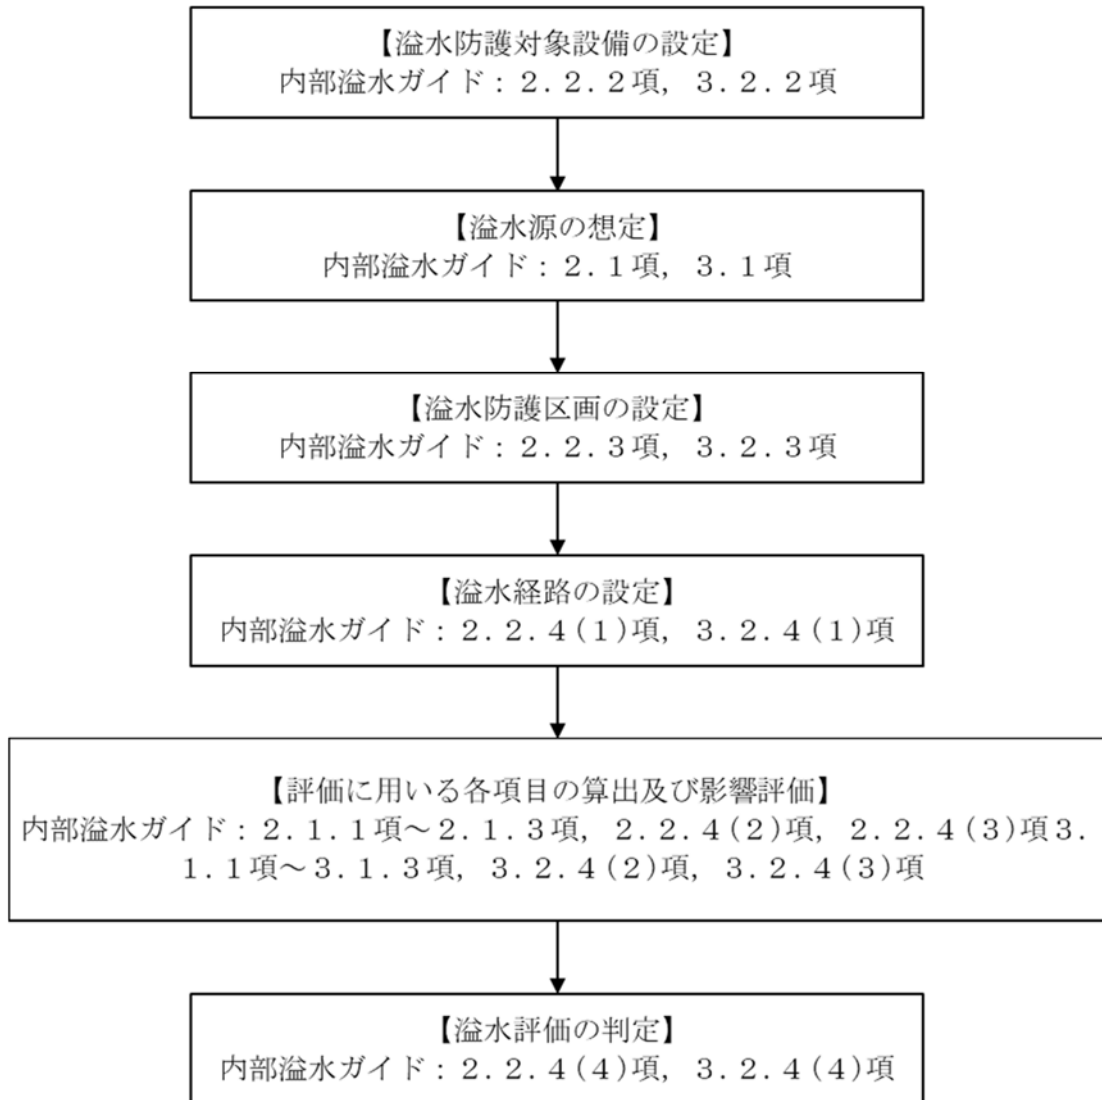 【溢水防護対象設備の設定】
内部溢水ガイド：２.２.２項，３.２.２項
【溢水源の想定】
内部溢水ガイド：２.１項，３.１項
【溢水防護区画の設定】
内部溢水ガイド：２.２.３項，３.２.３項
【溢水経路の設定】
内部溢水ガイド：２.２.４(１)項，３.２.４(１)項
【評価に用いる各項目の算出及び影響評価】
内部溢水ガイド：２.１.１項～２.１.３項，２.２.４(２)項，２.２.４(３)項３.
１.１項～３.１.３項，３.２.４(２)項，３.２.４(３)項
【溢水評価の判定】
内部溢水ガイド：２.２.４(４)項，３.２.４(４)項